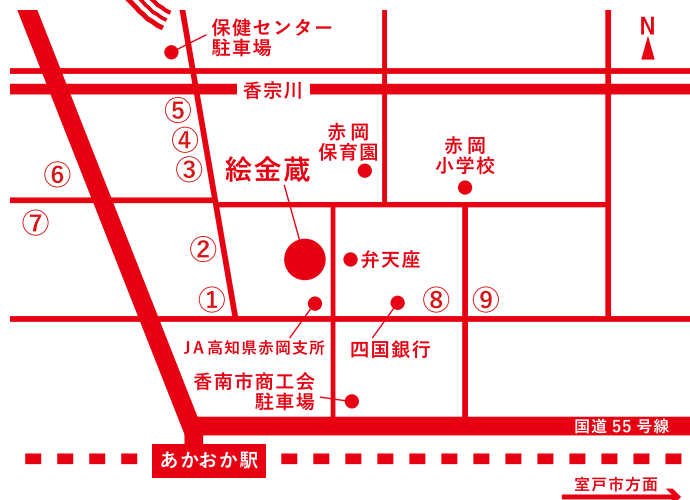 保健センター
駐車場
N
香宗川
⑤
④
③
赤岡
保育園
赤岡
小学校
⑥
絵金蔵
⑦
②
弁天座
①
⑧
⑨
JA高知県赤岡支所
四国銀行
香南市商工会
駐車場
国道55号線
あかおか駅
室戸市方面